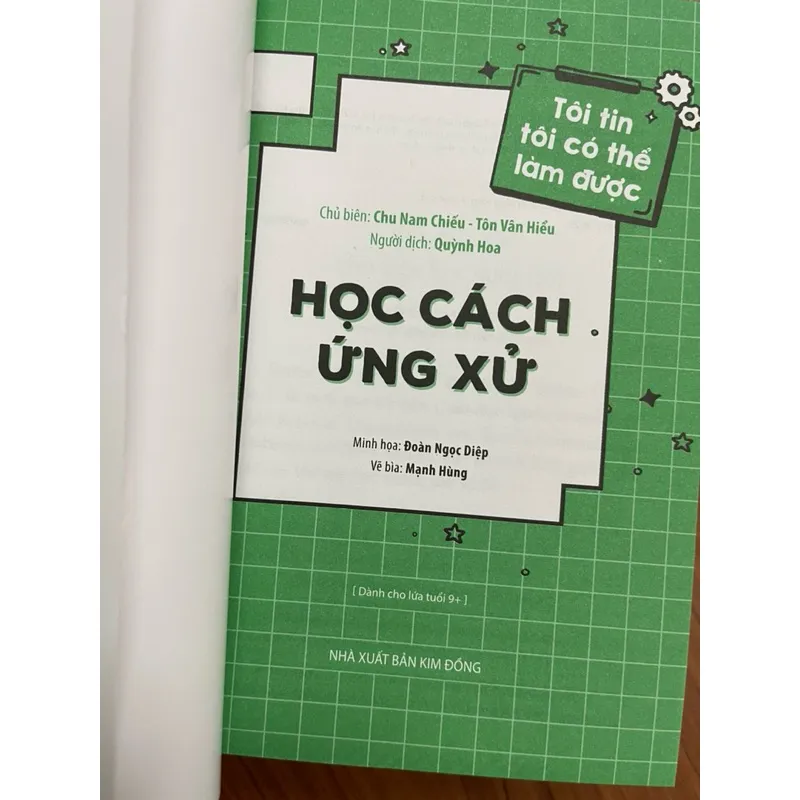 Tôi tin
tôi có thể
làm được
Chủ biên: Chu Nam Chiếu - Tôn Vân Hiểu
Người dịch: Quỳnh Hoa
HỌC CÁCH
ỨNG XỬ
Minh họa: Đoàn Ngọc Diệp
Vẽ bìa: Mạnh Hùng
[ Dành cho lứa tuổi 9+ ]
NHÀ XUẤT BẢN KIM ĐỒNG